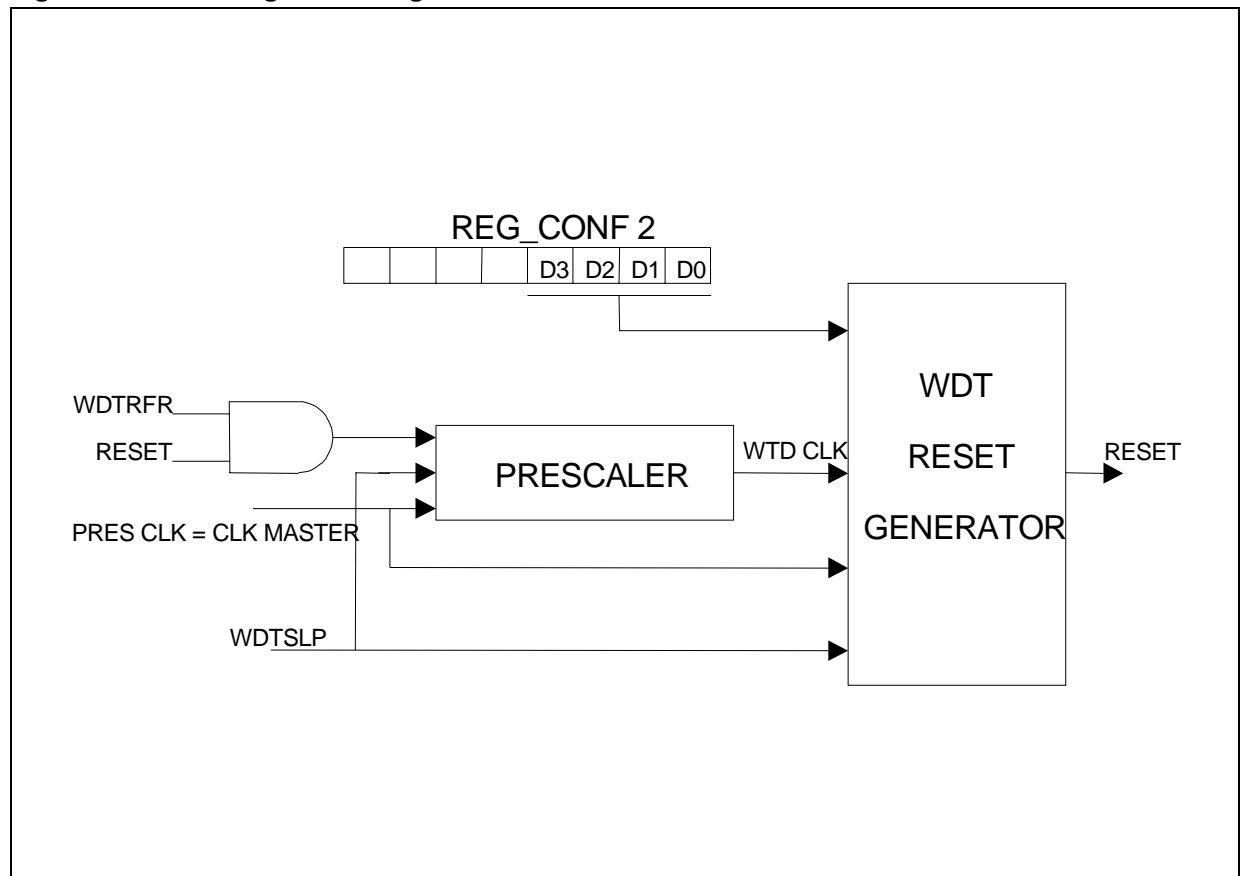 REG_CONF 2
D3 D2 D1 D0
WDT
RESET
GENERATOR
WDTRFR
RESET
PRESCALER
WTD CLK
RESET
PRES CLK = CLK MASTER
WDTSLP